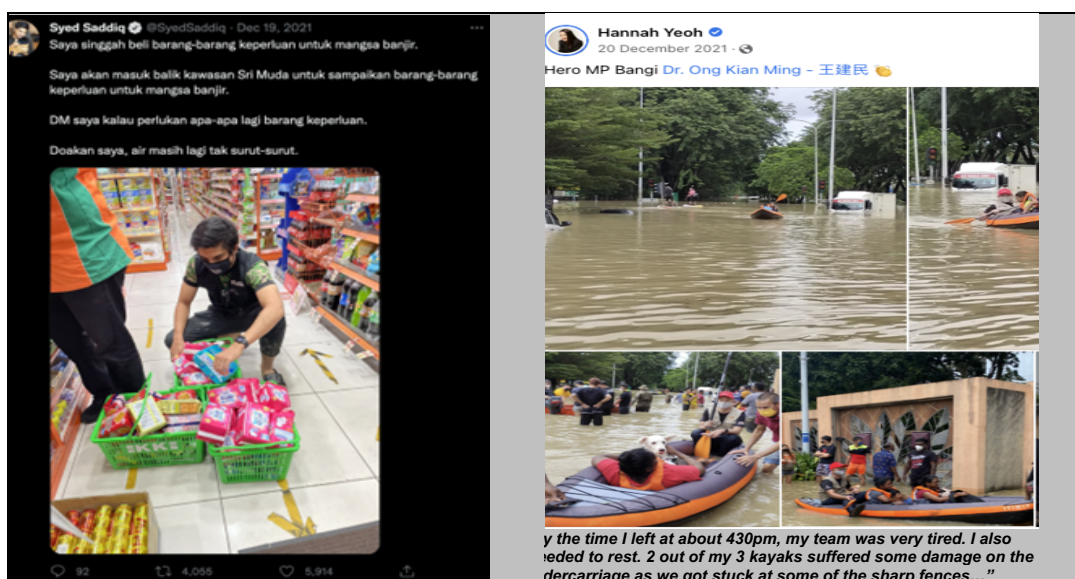 Syed Saddiq @SyedSaddiq · Dec 19, 2021
Saya singgah beli barang-barang keperluan untuk mangsa banjir.
Saya akan masuk balik kawasan Sri Muda untuk sampaikan barang-barang
keperluan untuk mangsa banjir.
DM saya kalau perlukan apa-apa lagi barang keperluan.
Doakan saya, air masih lagi tak surut-surut.
92 4,055 5,914
Hannah Yeoh
20 December 2021 ·
Hero MP Bangi Dr. Ong Kian Ming - 王建民 👏
y the time I left at about 430pm, my team was very tired. I also
eeded to rest. 2 out of my 3 kayaks suffered some damage on the
dercarriage as we got stuck at some of the sharp fences…"